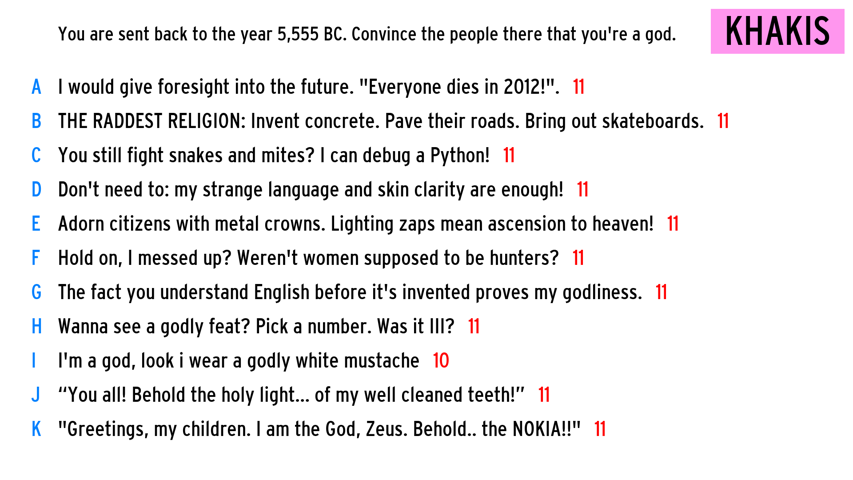 You are sent back to the year 5,555 BC. Convince the people there that you're a god.
KHAKIS
A I would give foresight into the future. "Everyone dies in 2012!". 11
B THE RADDEST RELIGION: Invent concrete. Pave their roads. Bring out skateboards. 11
C You still fight snakes and mites? I can debug a Python! 11
D Don't need to: my strange language and skin clarity are enough! 11
E Adorn citizens with metal crowns. Lighting zaps mean ascension to heaven! 11
F Hold on, I messed up? Weren't women supposed to be hunters? 11
G The fact you understand English before it's invented proves my godliness. 11
H Wanna see a godly feat? Pick a number. Was it III? 11
I I'm a god, look i wear a godly white mustache 10
J “You all! Behold the holy light... of my well cleaned teeth!” 11
K "Greetings, my children. I am the God, Zeus. Behold.. the NOKIA!!" 11